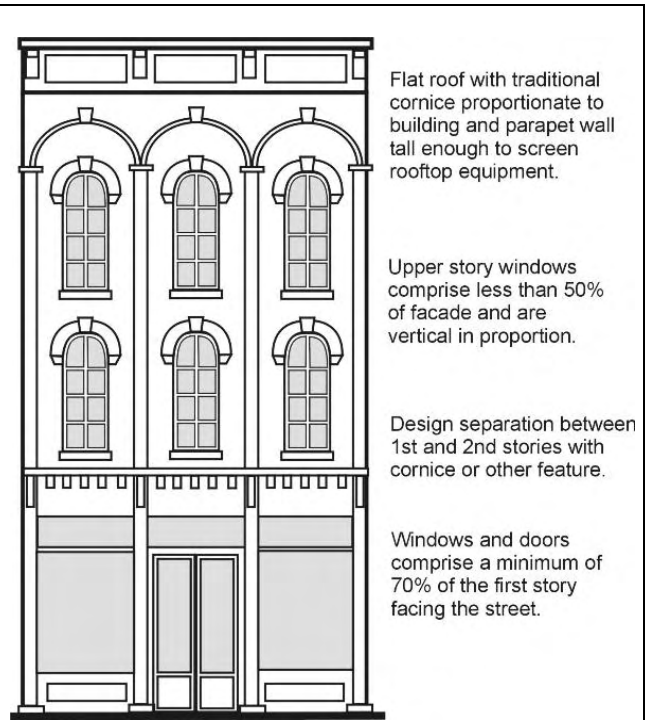 Flat roof with traditional
cornice proportionate to
building and parapet wall
tall enough to screen
rooftop equipment.
Upper story windows
comprise less than 50%
of facade and are
vertical in proportion.
Design separation between
1st and 2nd stories with
cornice or other feature.
Windows and doors
comprise a minimum of
70% of the first story
facing the street.